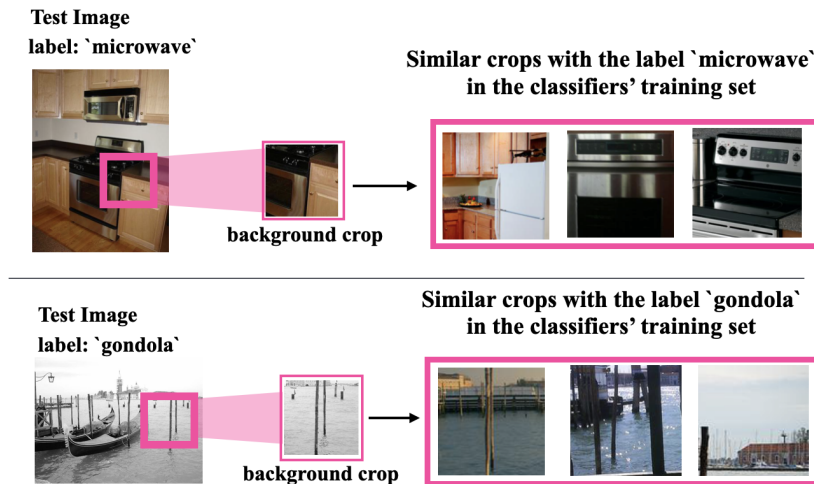 Test Image
label: `microwave`
Similar crops with the label `microwave`
in the classifiers’ training set
background crop
Test Image
label: `gondola`
Similar crops with the label `gondola`
in the classifiers’ training set
background crop